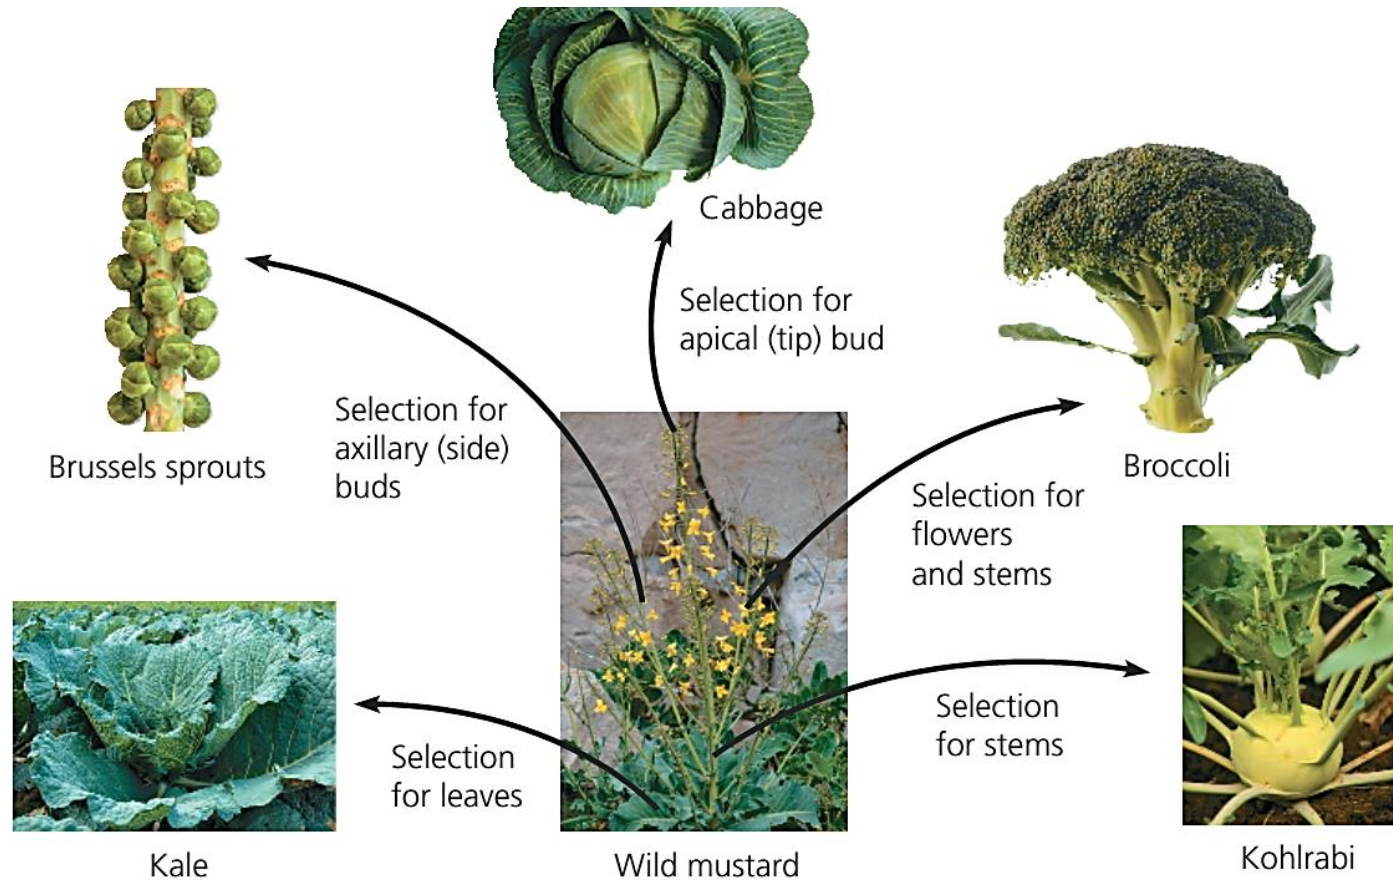 Cabbage
Selection for
apical (tip) bud
Selection for
axillary (side)
buds
Brussels sprouts
Broccoli
Selection for
flowers
and stems
Selection
for stems
Selection
for leaves
Kale
Wild mustard
Kohlrabi